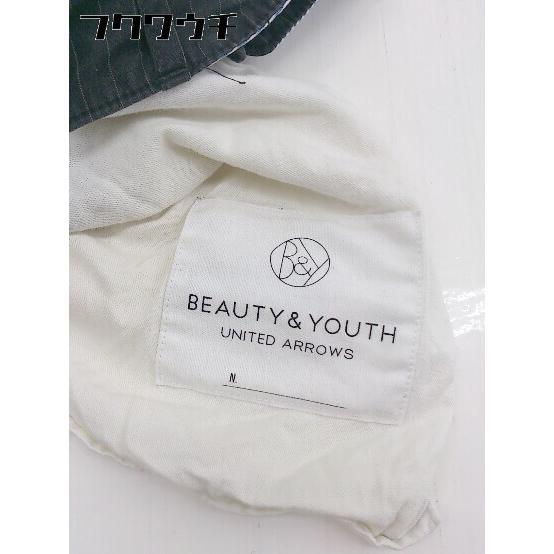 フクワウチ
B&Y
BEAUTY & YOUTH
UNITED ARROWS
N.